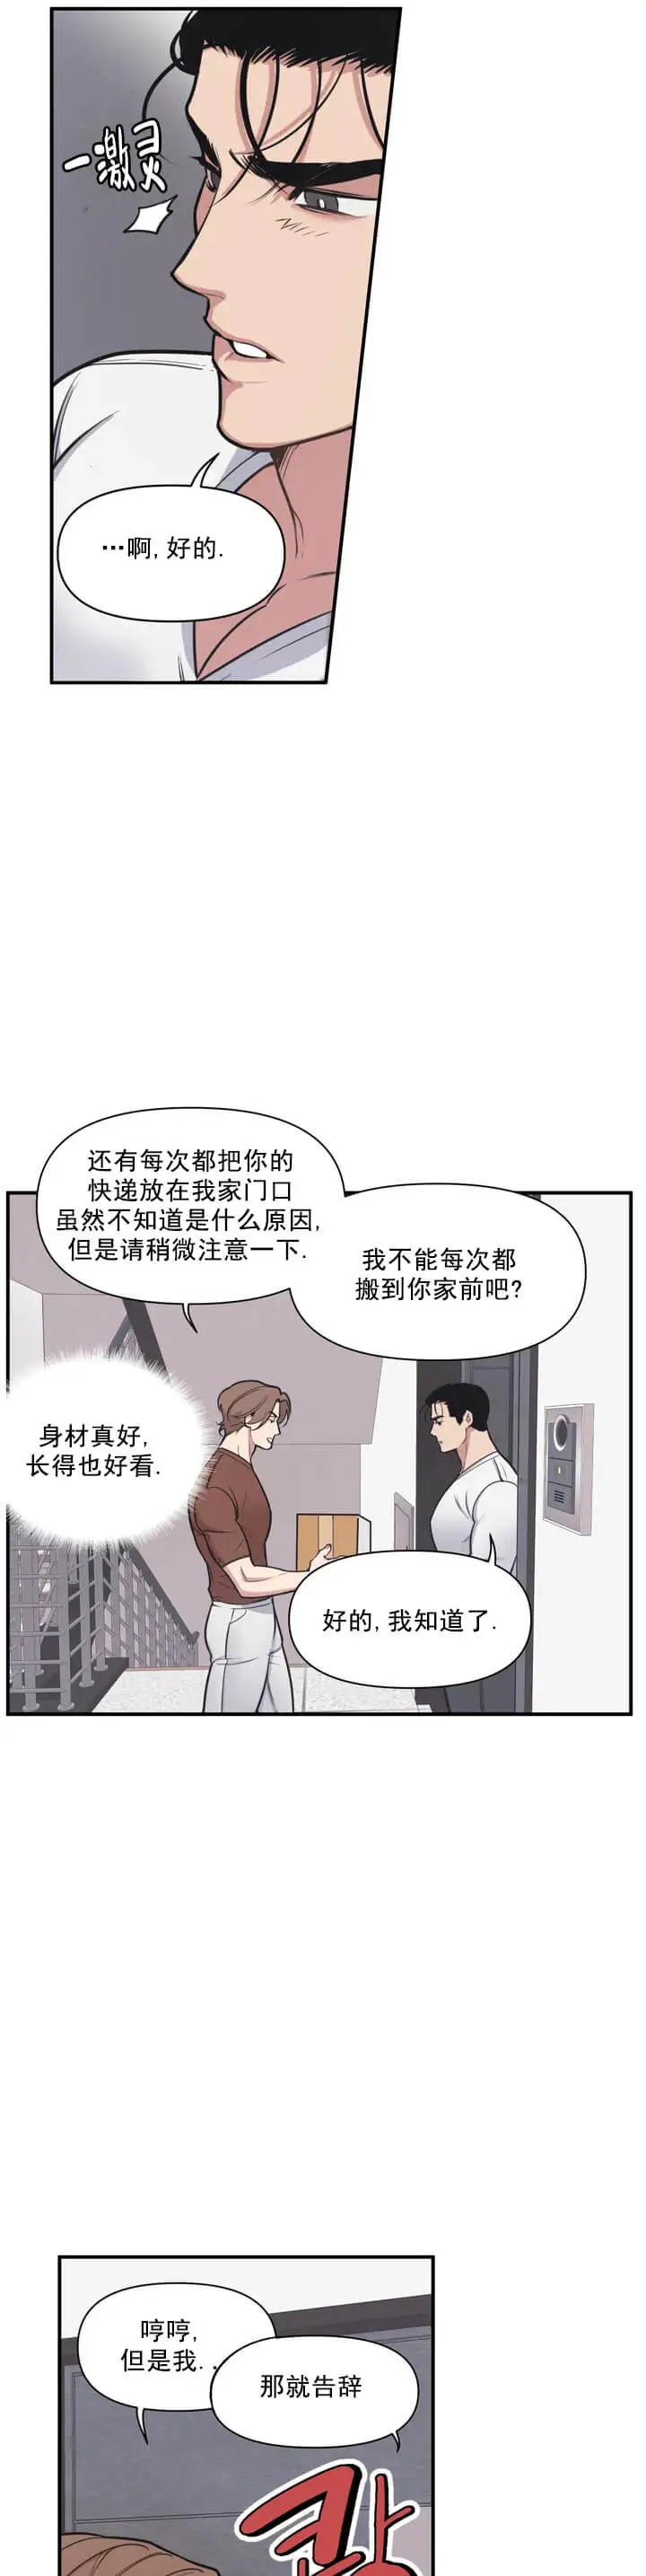 一激灵
…啊,好的.
还有每次都把你的
快递放在我家门口
虽然不知道是什么原因,
但是请稍微注意一下.
我不能每次都
搬到你家前吧?
身材真好,
长得也好看.
好的,我知道了.
哼哼,
但是我..
那就告辞